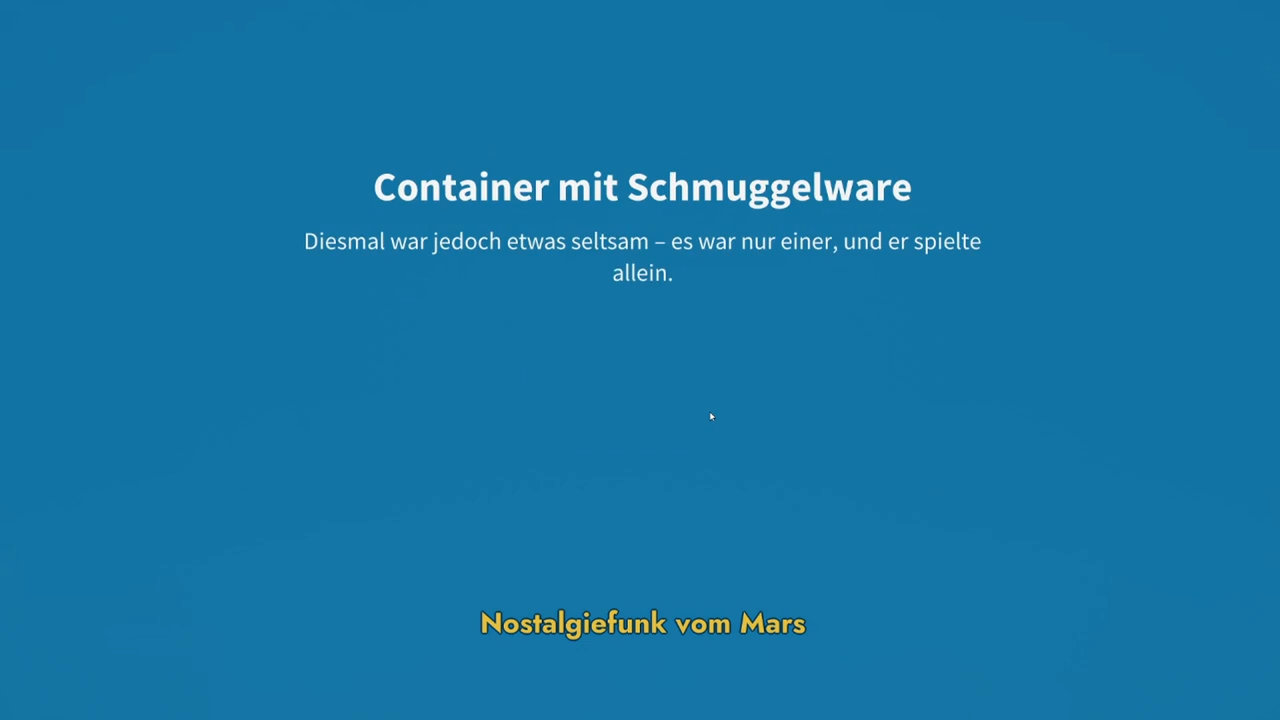 Container mit Schmuggelware
Diesmal war jedoch etwas seltsam – es war nur einer, und er spielte
allein.
Nostalgiefunk vom Mars